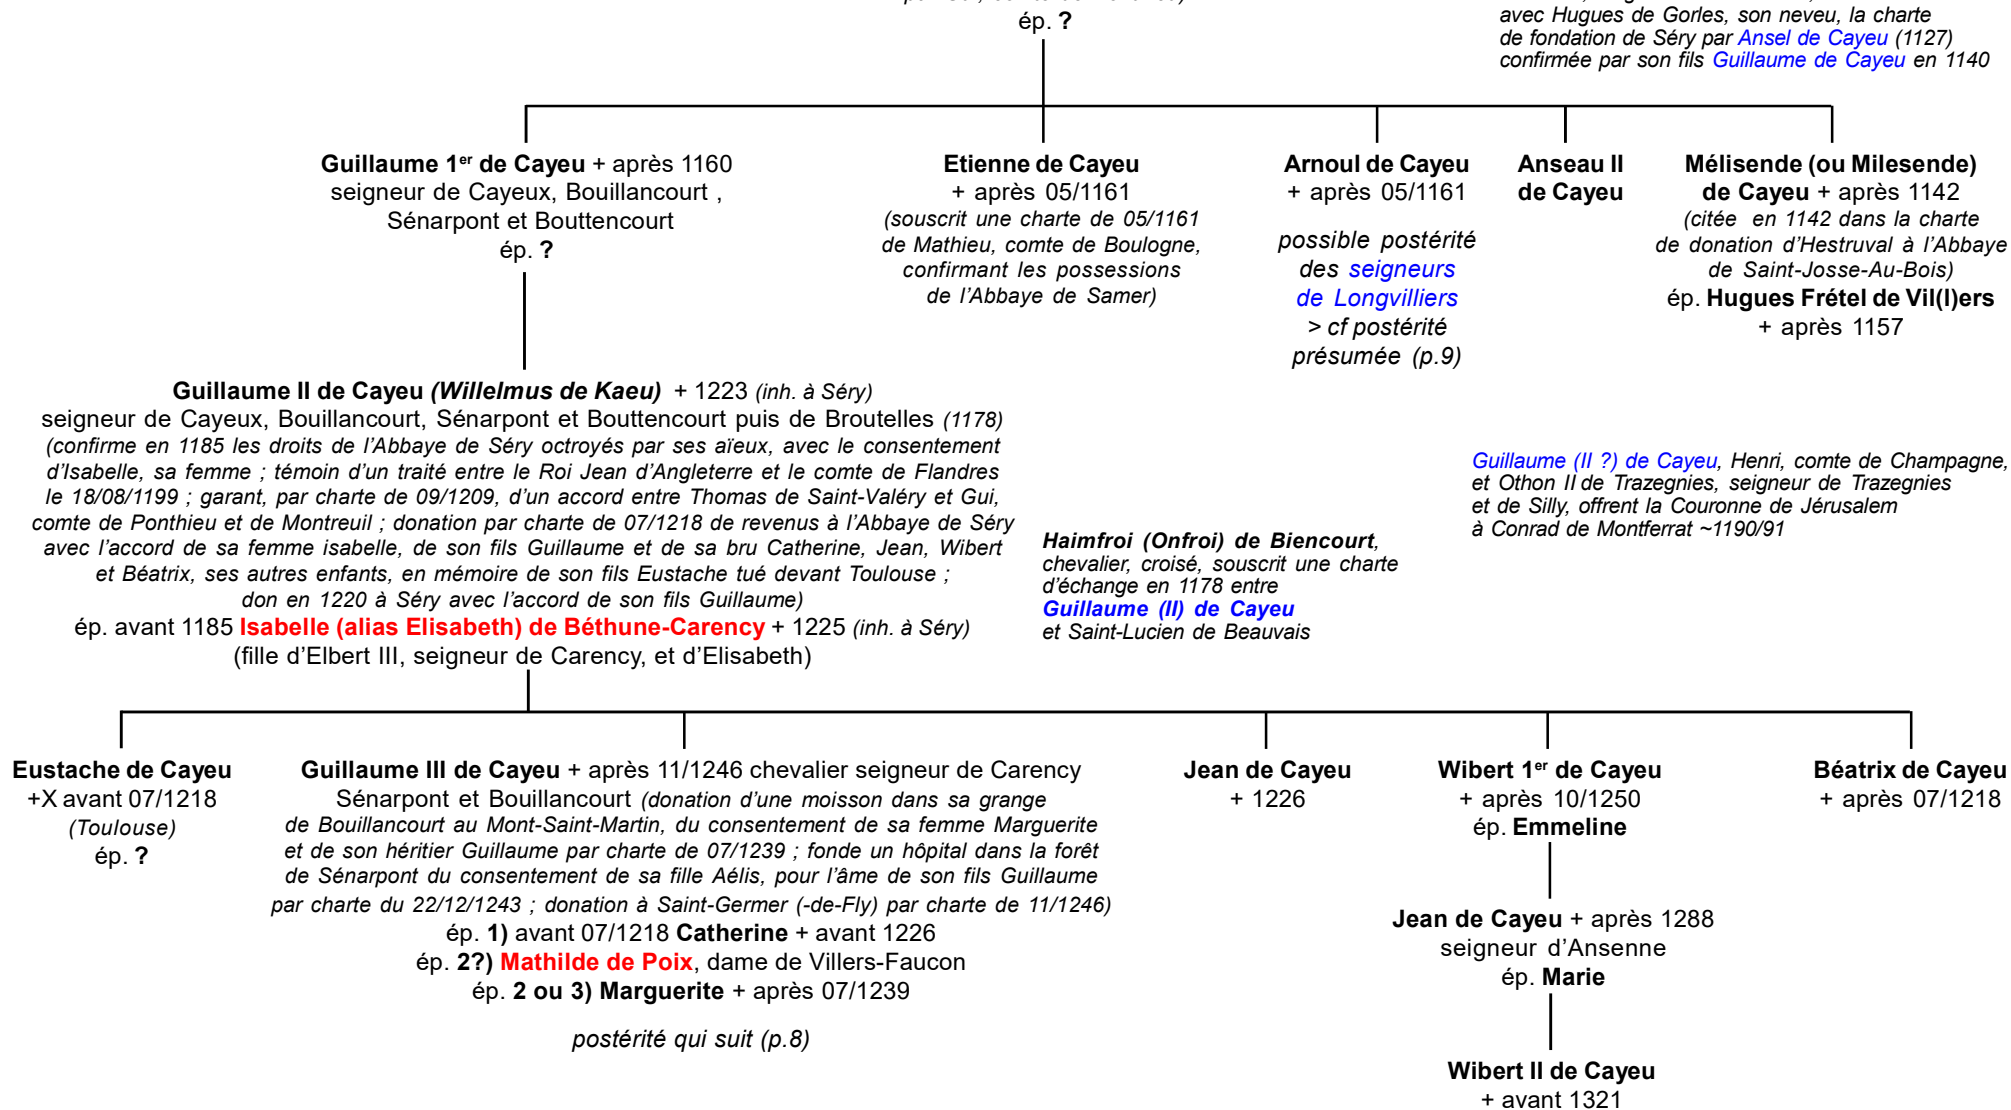 ép. ?
avec Hugues de Gorles, son neveu, la charte
de fondation de Séry par Ansel de Cayeu (1127)
confirmée par son fils Guillaume de Cayeu en 1140
Guillaume 1er de Cayeu + après 1160
seigneur de Cayeux, Bouillancourt ,
Sénarpont et Bouttencourt
ép. ?
Etienne de Cayeu
+ après 05/1161
(souscrit une charte de 05/1161
de Mathieu, comte de Boulogne,
confirmant les possessions
de l'Abbaye de Samer)
Arnoul de Cayeu
+ après 05/1161
possible postérité
des seigneurs
de Longvilliers
> cf postérité
présumée (p.9)
Anseau II
de Cayeu
Mélisende (ou Milesende)
de Cayeu + après 1142
(citée en 1142 dans la charte
de donation d'Hestruval à l'Abbaye
de Saint-Josse-Au-Bois)
ép. Hugues Frétel de Vil(l)ers
+ après 1157
Guillaume II de Cayeu (Willelmus de Kaeu) + 1223 (inh. à Séry)
seigneur de Cayeux, Bouillancourt, Sénarpont et Bouttencourt puis de Broutelles (1178)
(confirme en 1185 les droits de l'Abbaye de Séry octroyés par ses aïeux, avec le consentement
d'Isabelle, sa femme ; témoin d'un traité entre le Roi Jean d'Angleterre et le comte de Flandres
le 18/08/1199 ; garant, par charte de 09/1209, d'un accord entre Thomas de Saint-Valéry et Gui,
comte de Ponthieu et de Montreuil ; donation par charte de 07/1218 de revenus à l'Abbaye de Séry
avec l'accord de sa femme isabelle, de son fils Guillaume et de sa bru Catherine, Jean, Wibert
et Béatrix, ses autres enfants, en mémoire de son fils Eustache tué devant Toulouse ;
don en 1220 à Séry avec l'accord de son fils Guillaume)
ép. avant 1185 Isabelle (alias Elisabeth) de Béthune-Carency + 1225 (inh. à Séry)
(fille d'Elbert III, seigneur de Carency, et d'Elisabeth)
Haimfroi (Onfroi) de Biencourt,
chevalier, croisé, souscrit une charte
d'échange en 1178 entre
Guillaume (II) de Cayeu
et Saint-Lucien de Beauvais
Guillaume (II ?) de Cayeu, Henri, comte de Champagne,
et Othon II de Trazegnies, seigneur de Trazegnies
et de Silly, offrent la Couronne de Jérusalem
à Conrad de Montferrat ~1190/91
Eustache de Cayeu
+X avant 07/1218
(Toulouse)
ép. ?
Guillaume III de Cayeu + après 11/1246 chevalier seigneur de Carency
Sénarpont et Bouillancourt (donation d'une moisson dans sa grange
de Bouillancourt au Mont-Saint-Martin, du consentement de sa femme Marguerite
et de son héritier Guillaume par charte de 07/1239 ; fonde un hôpital dans la forêt
de Sénarpont du consentement de sa fille Aélis, pour l'âme de son fils Guillaume
par charte du 22/12/1243 ; donation à Saint-Germer (-de-Fly) par charte de 11/1246)
ép. 1) avant 07/1218 Catherine + avant 1226
ép. 2?) Mathilde de Poix, dame de Villers-Faucon
ép. 2 ou 3) Marguerite + après 07/1239
postérité qui suit (p.8)
Jean de Cayeu
+ 1226
Wibert 1er de Cayeu
+ après 10/1250
ép. Emmeline
Jean de Cayeu + après 1288
seigneur d'Ansenne
ép. Marie
Wibert II de Cayeu
+ avant 1321
Béatrix de Cayeu
+ après 07/1218